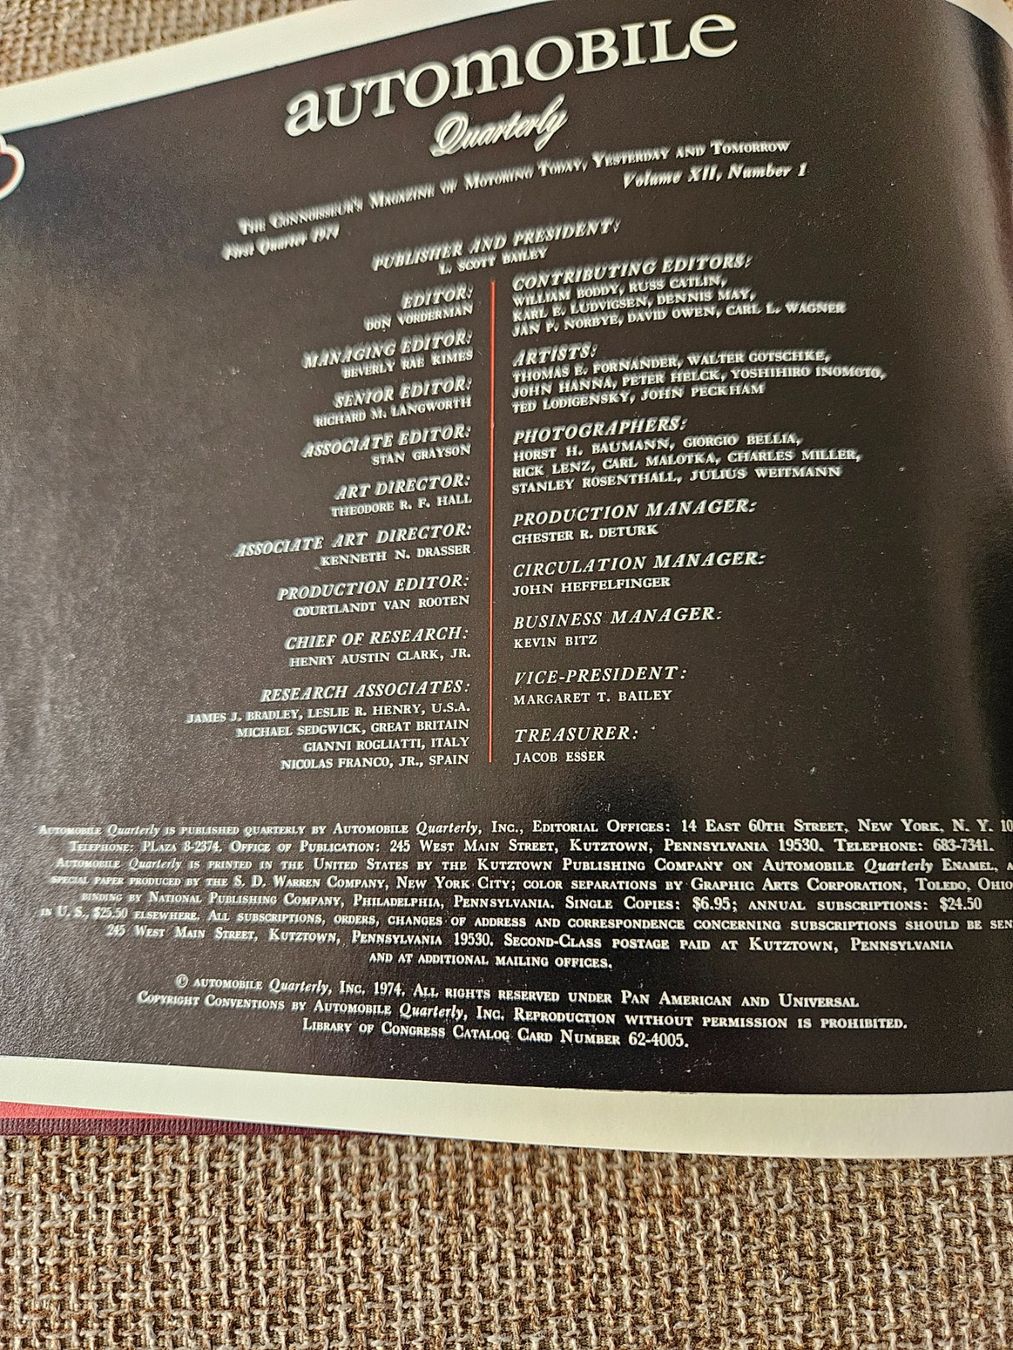 AUTOMOBILE
Quarterly
THE CONNOISSEUR'S MAGAZINE OF MOTORING TODAY, YESTERDAY AND TOMORROW
First Quarter 1974
Volume XII, Number 1
PUBLISHER AND PRESIDENT:
L. SCOTT BAILEY
EDITOR:
DON VORDERMAN
MANAGING EDITOR:
BEVERLY RAE KIMES
SENIOR EDITOR:
RICHARD M. LANGWORTH
ASSOCIATE EDITOR:
STAN GRAYSON
ART DIRECTOR:
THEODORE R. F. HALL
ASSOCIATE ART DIRECTOR:
KENNETH N. DRASSER
PRODUCTION EDITOR:
COURTLANDT VAN ROOTEN
CHIEF OF RESEARCH:
HENRY AUSTIN CLARK, JR.
RESEARCH ASSOCIATES:
JAMES J. BRADLEY, LESLIE R. HENRY, U.S.A.
MICHAEL SEDGWICK, GREAT BRITAIN
GIANNI ROGLIATTI, ITALY
NICOLAS FRANCO, JR., SPAIN
CONTRIBUTING EDITORS:
WILLIAM BODDY, RUSS CATLIN,
KARL E. LUDVIGSEN, DENNIS MAY,
JAN P. NORBYE, DAVID OWEN, CARL L. WAGNER
ARTISTS:
THOMAS E. FORNANDER, WALTER GOTSCHKE,
JOHN HANNA, PETER HELCK, YOSHIHIRO INOMOTO,
TED LODIGENSKY, JOHN PECKHAM
PHOTOGRAPHERS:
HORST H. BAUMANN, GIORGIO BELLIA,
RICK LENZ, CARL MALOTKA, CHARLES MILLER,
STANLEY ROSENTHALL, JULIUS WEITMANN
PRODUCTION MANAGER:
CHESTER R. DETURK
CIRCULATION MANAGER:
JOHN HEFFELFINGER
BUSINESS MANAGER:
KEVIN BITZ
VICE-PRESIDENT:
MARGARET T. BAILEY
TREASURER:
JACOB ESSER
AUTOMOBILE Quarterly IS PUBLISHED QUARTERLY BY AUTOMOBILE Quarterly, INC., EDITORIAL OFFICES: 14 EAST 60TH STREET, NEW YORK, N. Y. 10
TELEPHONE: PLAZA 8-2374. OFFICE OF PUBLICATION: 245 WEST MAIN STREET, KUTZTOWN, PENNSYLVANIA 19530. TELEPHONE: 683-7341.
AUTOMOBILE Quarterly IS PRINTED IN THE UNITED STATES BY THE KUTZTOWN PUBLISHING COMPANY ON AUTOMOBILE Quarterly ENAMEL, A
SPECIAL PAPER PRODUCED BY THE S. D. WARREN COMPANY, NEW YORK CITY; COLOR SEPARATIONS BY GRAPHIC ARTS CORPORATION, TOLEDO, OHIO
BINDING BY NATIONAL PUBLISHING COMPANY, PHILADELPHIA, PENNSYLVANIA. SINGLE COPIES: $6.95; ANNUAL SUBSCRIPTIONS: $24.50
IN U. S., $25.50 ELSEWHERE. ALL SUBSCRIPTIONS, ORDERS, CHANGES OF ADDRESS AND CORRESPONDENCE CONCERNING SUBSCRIPTIONS SHOULD BE SEN
245 WEST MAIN STREET, KUTZTOWN, PENNSYLVANIA 19530. SECOND-CLASS POSTAGE PAID AT KUTZTOWN, PENNSYLVANIA
AND AT ADDITIONAL MAILING OFFICES.
© AUTOMOBILE Quarterly, INC. 1974. ALL RIGHTS RESERVED UNDER PAN AMERICAN AND UNIVERSAL
COPYRIGHT CONVENTIONS BY AUTOMOBILE Quarterly, INC. REPRODUCTION WITHOUT PERMISSION IS PROHIBITED.
LIBRARY OF CONGRESS CATALOG CARD NUMBER 62-4005.